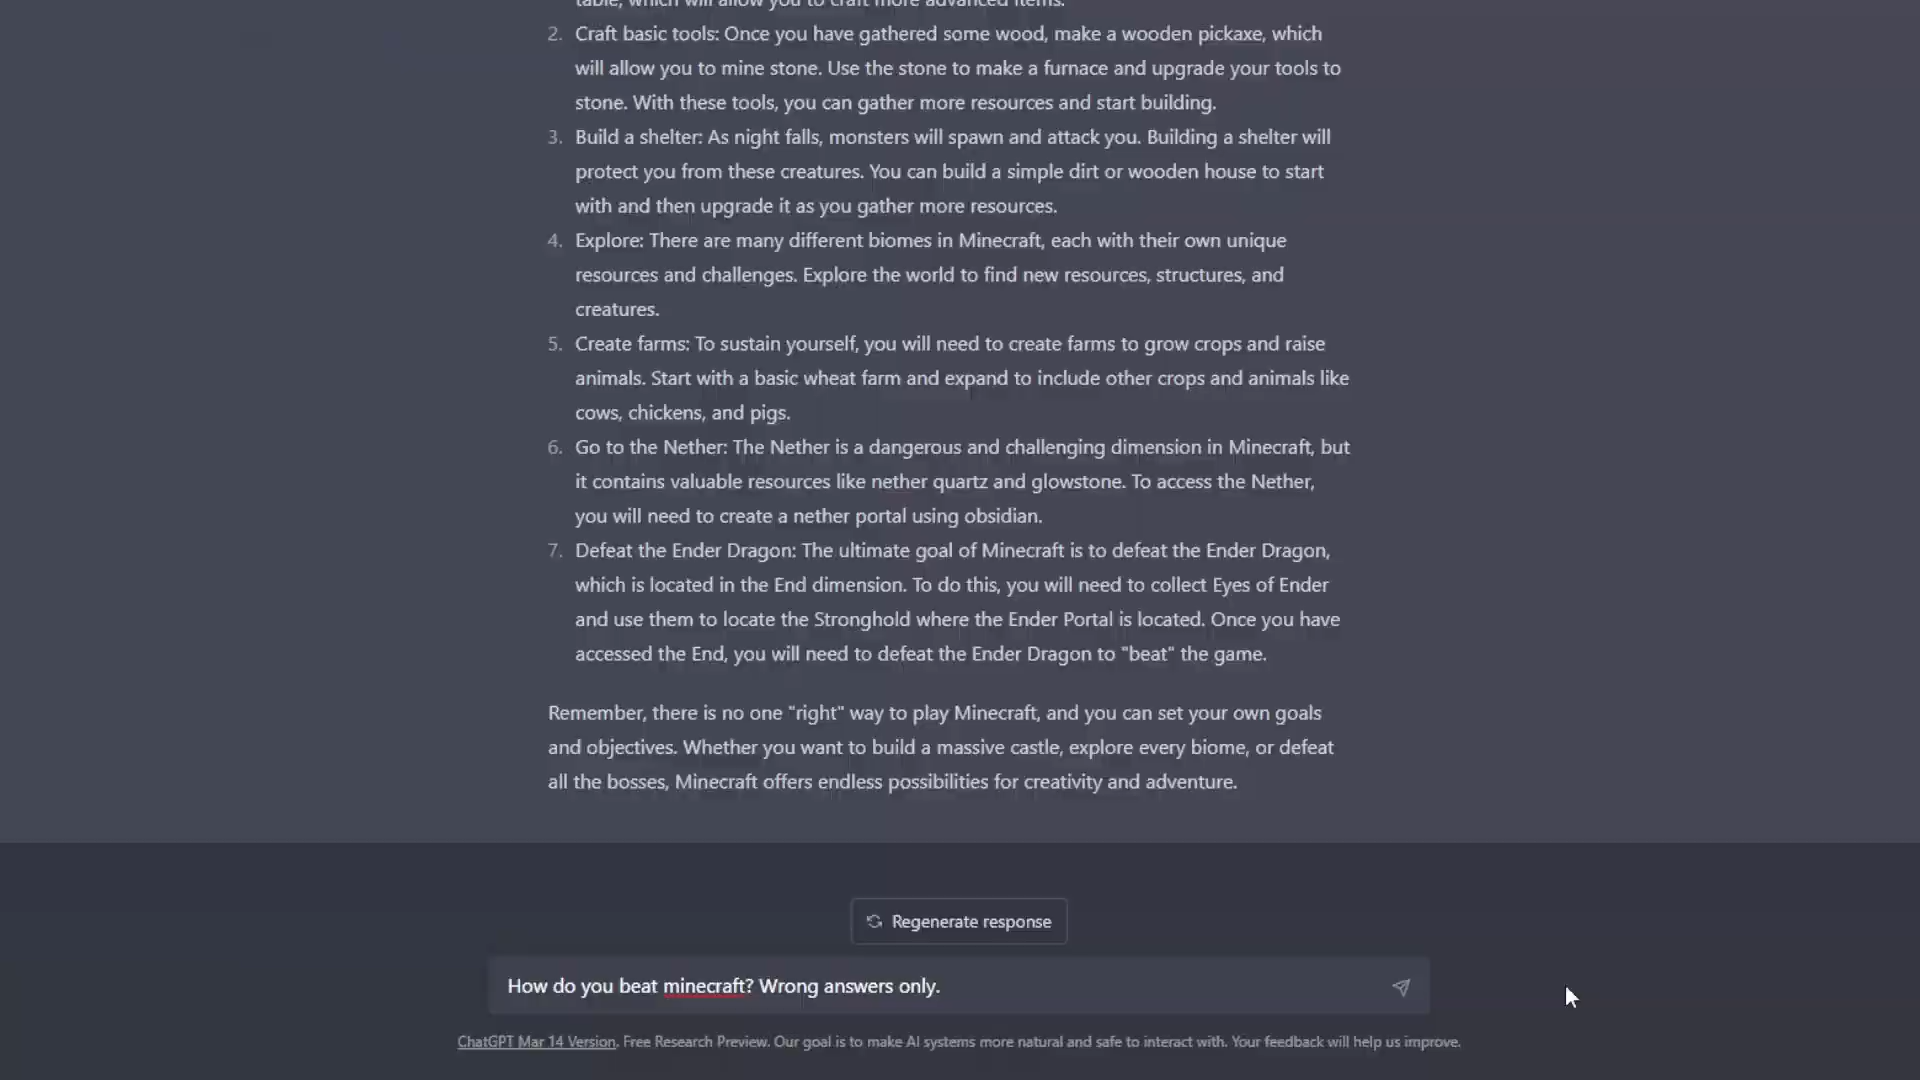 table, which will allow you to craft more advanced items.
2. Craft basic tools: Once you have gathered some wood, make a wooden pickaxe, which
will allow you to mine stone. Use the stone to make a furnace and upgrade your tools to
stone. With these tools, you can gather more resources and start building.
3. Build a shelter: As night falls, monsters will spawn and attack you. Building a shelter will
protect you from these creatures. You can build a simple dirt or wooden house to start
with and then upgrade it as you gather more resources.
4. Explore: There are many different biomes in Minecraft, each with their own unique
resources and challenges. Explore the world to find new resources, structures, and
creatures.
5. Create farms: To sustain yourself, you will need to create farms to grow crops and raise
animals. Start with a basic wheat farm and expand to include other crops and animals like
cows, chickens, and pigs.
6. Go to the Nether: The Nether is a dangerous and challenging dimension in Minecraft, but
it contains valuable resources like nether quartz and glowstone. To access the Nether,
you will need to create a nether portal using obsidian.
7. Defeat the Ender Dragon: The ultimate goal of Minecraft is to defeat the Ender Dragon,
which is located in the End dimension. To do this, you will need to collect Eyes of Ender
and use them to locate the Stronghold where the Ender Portal is located. Once you have
accessed the End, you will need to defeat the Ender Dragon to "beat" the game.
Remember, there is no one "right" way to play Minecraft, and you can set your own goals
and objectives. Whether you want to build a massive castle, explore every biome, or defeat
all the bosses, Minecraft offers endless possibilities for creativity and adventure.
Regenerate response
How do you beat minecraft? Wrong answers only.
ChatGPT Mar 14 Version. Free Research Preview. Our goal is to make AI systems more natural and safe to interact with. Your feedback will help us improve.